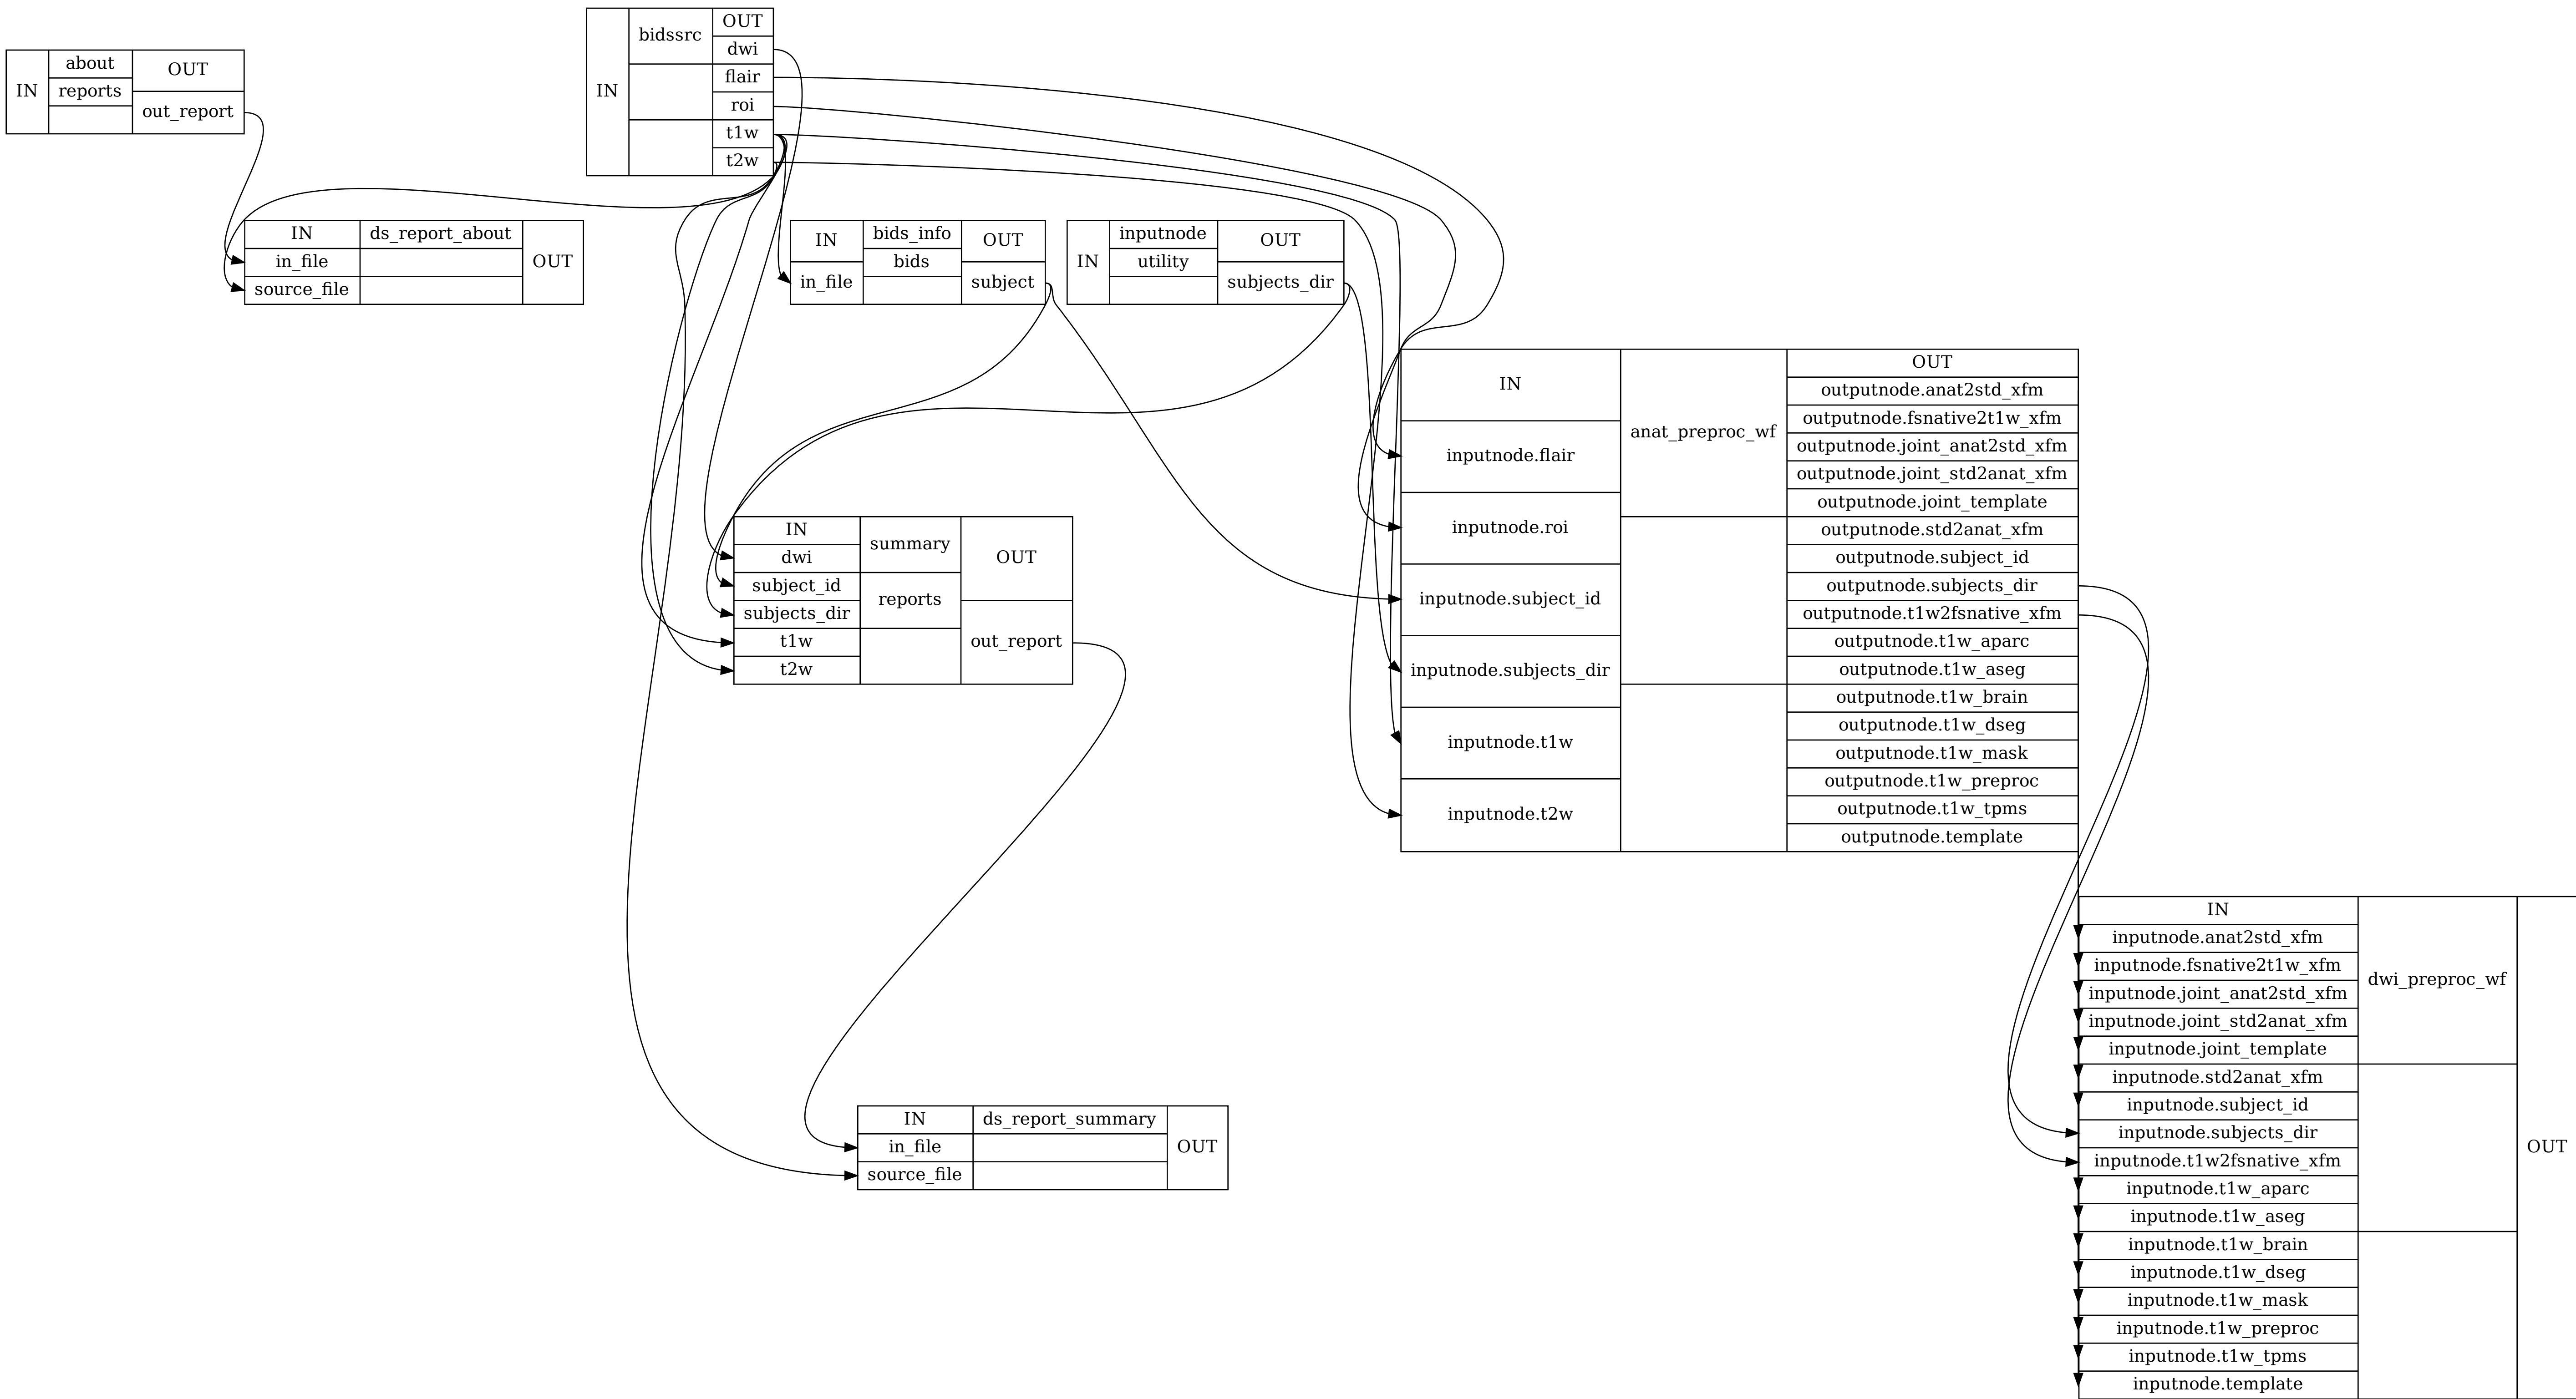 IN
about
reports
OUT
out_report
IN
bidssrc
OUT
dwi
flair
roi
t1w
t2w
IN
in_file
source_file
ds_report_about
OUT
IN
in_file
bids_info
bids
OUT
subject
IN
inputnode
utility
OUT
subjects_dir
IN
inputnode.flair
inputnode.roi
inputnode.subject_id
inputnode.subjects_dir
inputnode.t1w
inputnode.t2w
anat_preproc_wf
OUT
outputnode.anat2std_xfm
outputnode.fsnative2t1w_xfm
outputnode.joint_anat2std_xfm
outputnode.joint_std2anat_xfm
outputnode.joint_template
outputnode.std2anat_xfm
outputnode.subject_id
outputnode.subjects_dir
outputnode.t1w2fsnative_xfm
outputnode.t1w_aparc
outputnode.t1w_aseg
outputnode.t1w_brain
outputnode.t1w_dseg
outputnode.t1w_mask
outputnode.t1w_preproc
outputnode.t1w_tpms
outputnode.template
IN
dwi
subject_id
subjects_dir
t1w
t2w
summary
reports
OUT
out_report
IN
inputnode.anat2std_xfm
inputnode.fsnative2t1w_xfm
inputnode.joint_anat2std_xfm
inputnode.joint_std2anat_xfm
inputnode.joint_template
inputnode.std2anat_xfm
inputnode.subject_id
inputnode.subjects_dir
inputnode.t1w2fsnative_xfm
inputnode.t1w_aparc
inputnode.t1w_aseg
inputnode.t1w_brain
inputnode.t1w_dseg
inputnode.t1w_mask
inputnode.t1w_preproc
inputnode.t1w_tpms
inputnode.template
dwi_preproc_wf
OUT
IN
in_file
source_file
ds_report_summary
OUT